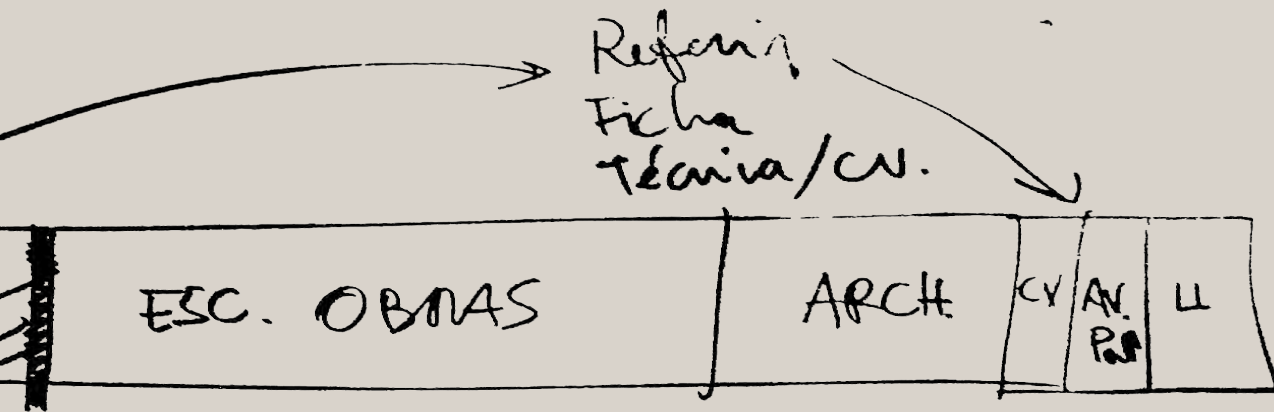 Referir
Ficha
Técnica/CV.
ESC. OBRAS
ARCH.
CV
AV.
LL